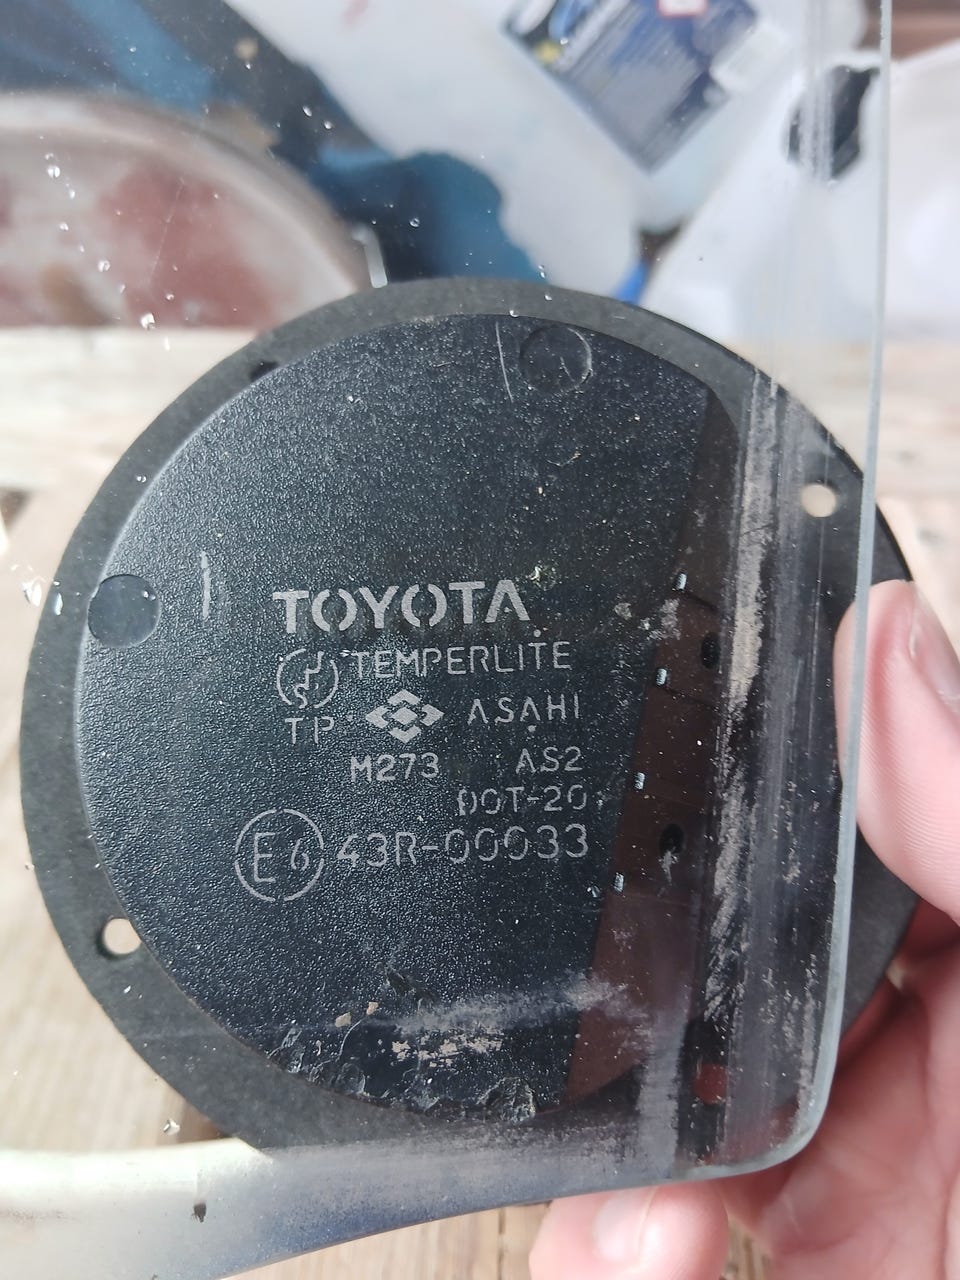 TOYOTA
TEMPERLITE
TP ASAHI
M273 AS2
DOT-20
E6 43R-00033